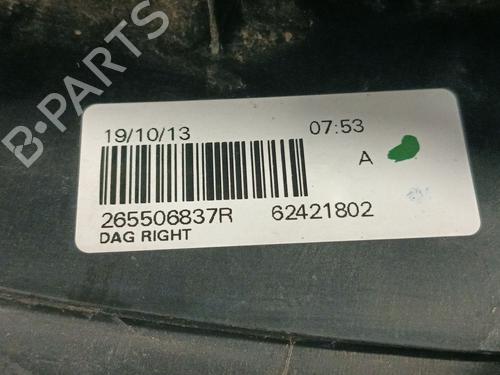 B-PARTS
19/10/13 07:53
A
265506837R 62421802
DAG RIGHT